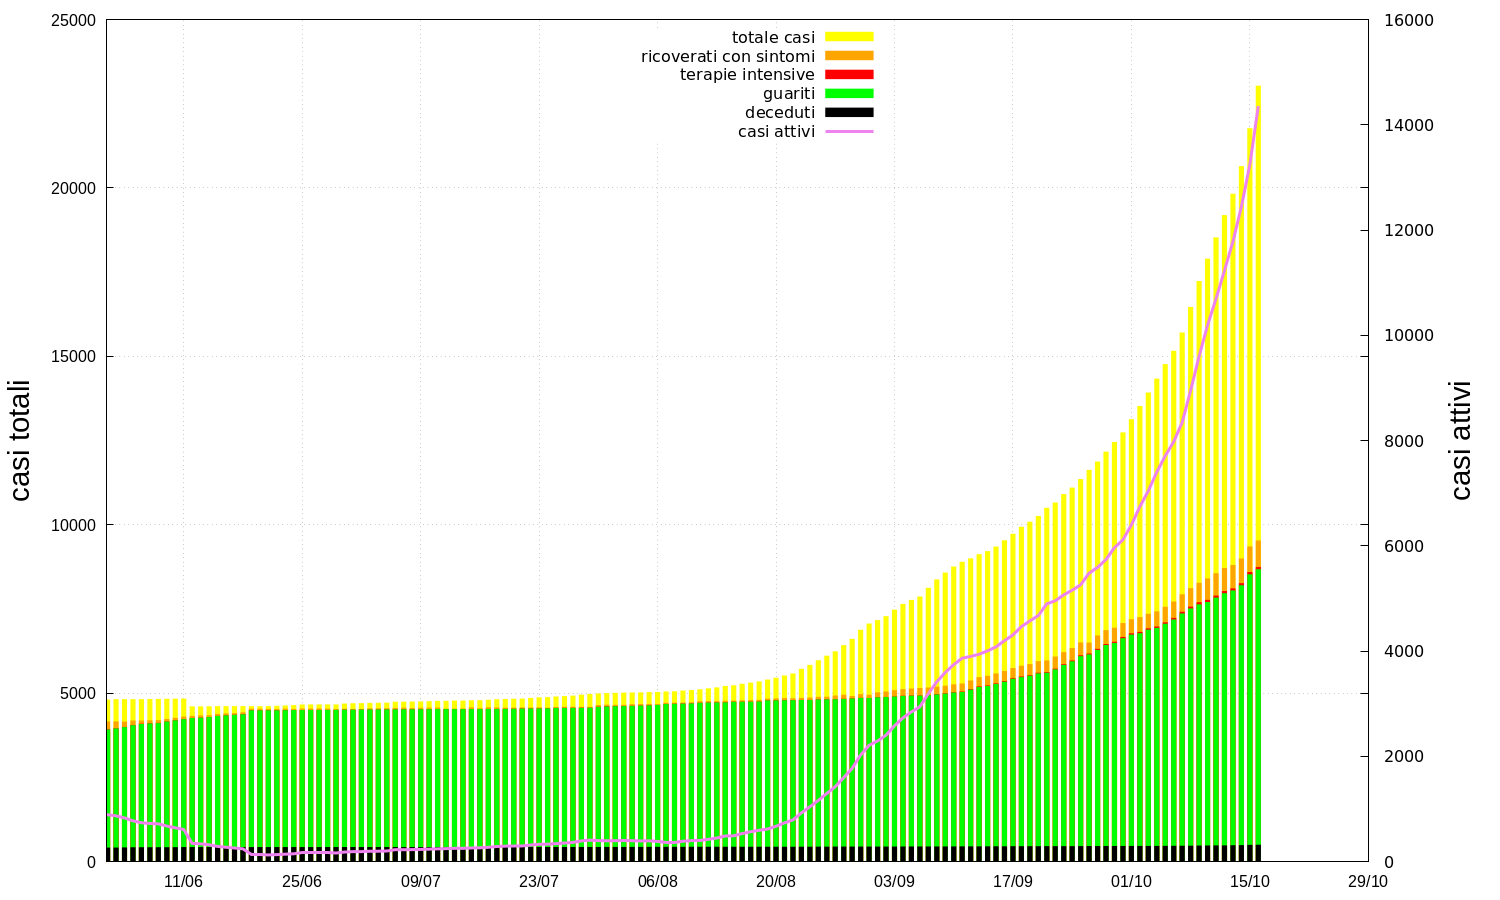 25000
20000
15000
10000
5000
0
casi totali
totale casi
ricoverati con sintomi
terapie intensive
guariti
deceduti
casi attivi
16000
14000
12000
10000
8000
6000
4000
2000
0
casi attivi
11/06 25/06 09/07 23/07 06/08 20/08 03/09 17/09 01/10 15/10 29/10